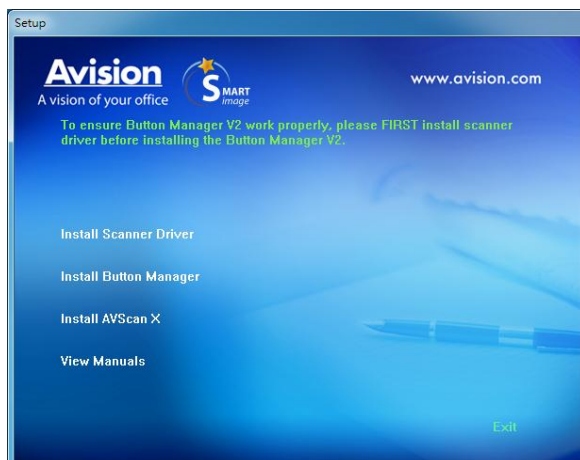 Setup
Avision
A vision of your office
SMART
Image
www.avision.com
To ensure Button Manager V2 work properly, please FIRST install scanner
driver before installing the Button Manager V2.
Install Scanner Driver
Install Button Manager
Install AVScan X
View Manuals
Exit